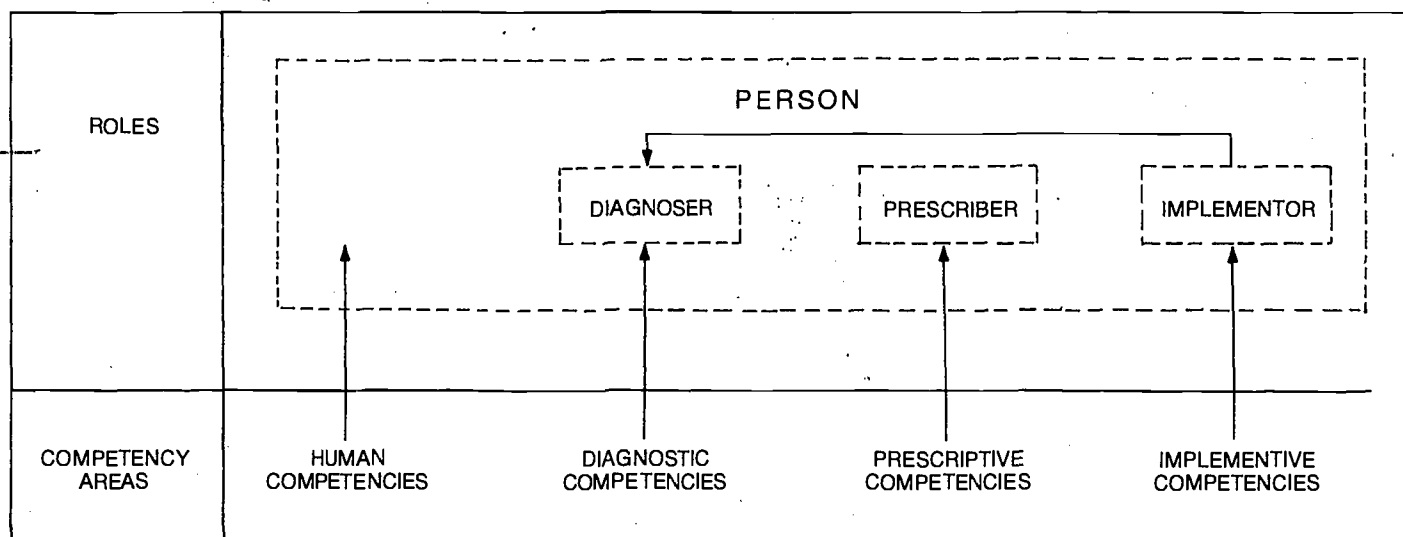 PERSON
ROLES
DIAGNOSER
PRESCRIBER
IMPLEMENTOR
COMPETENCY
AREAS
HUMAN
COMPETENCIES
DIAGNOSTIC
COMPETENCIES
PRESCRIPTIVE
COMPETENCIES
IMPLEMENTIVE
COMPETENCIES